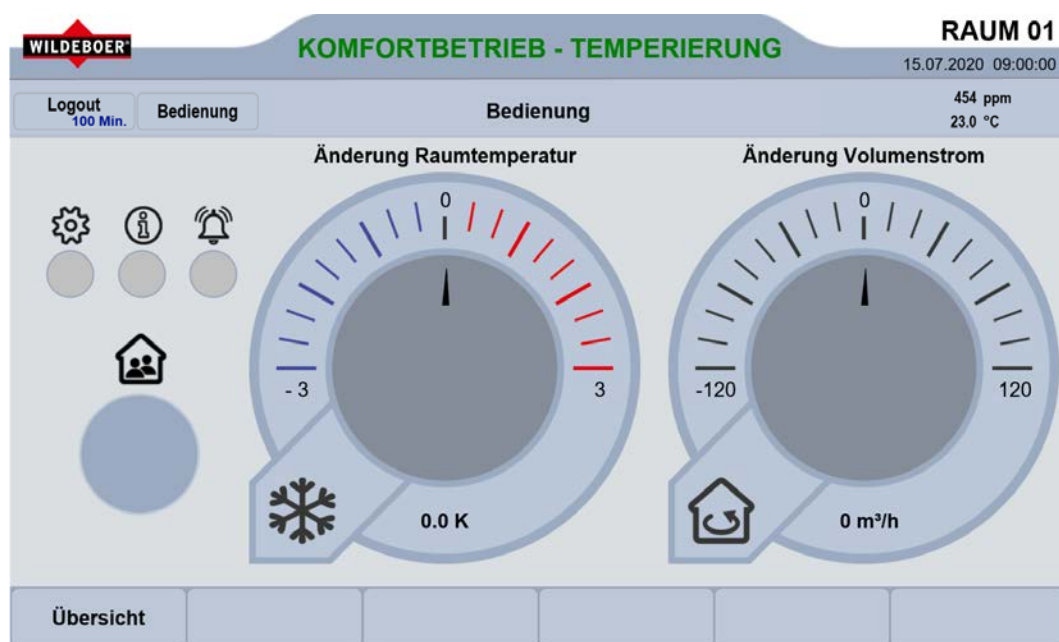 WILDEBOER®
KOMFORTBETRIEB - TEMPERIERUNG
RAUM 01
15.07.2020 09:00:00
Logout
100 Min.
Bedienung
Bedienung
454 ppm
23.0 °C
Änderung Raumtemperatur
Änderung Volumenstrom
0
- 3
3
0.0 K
0
-120
120
0 m³/h
Übersicht